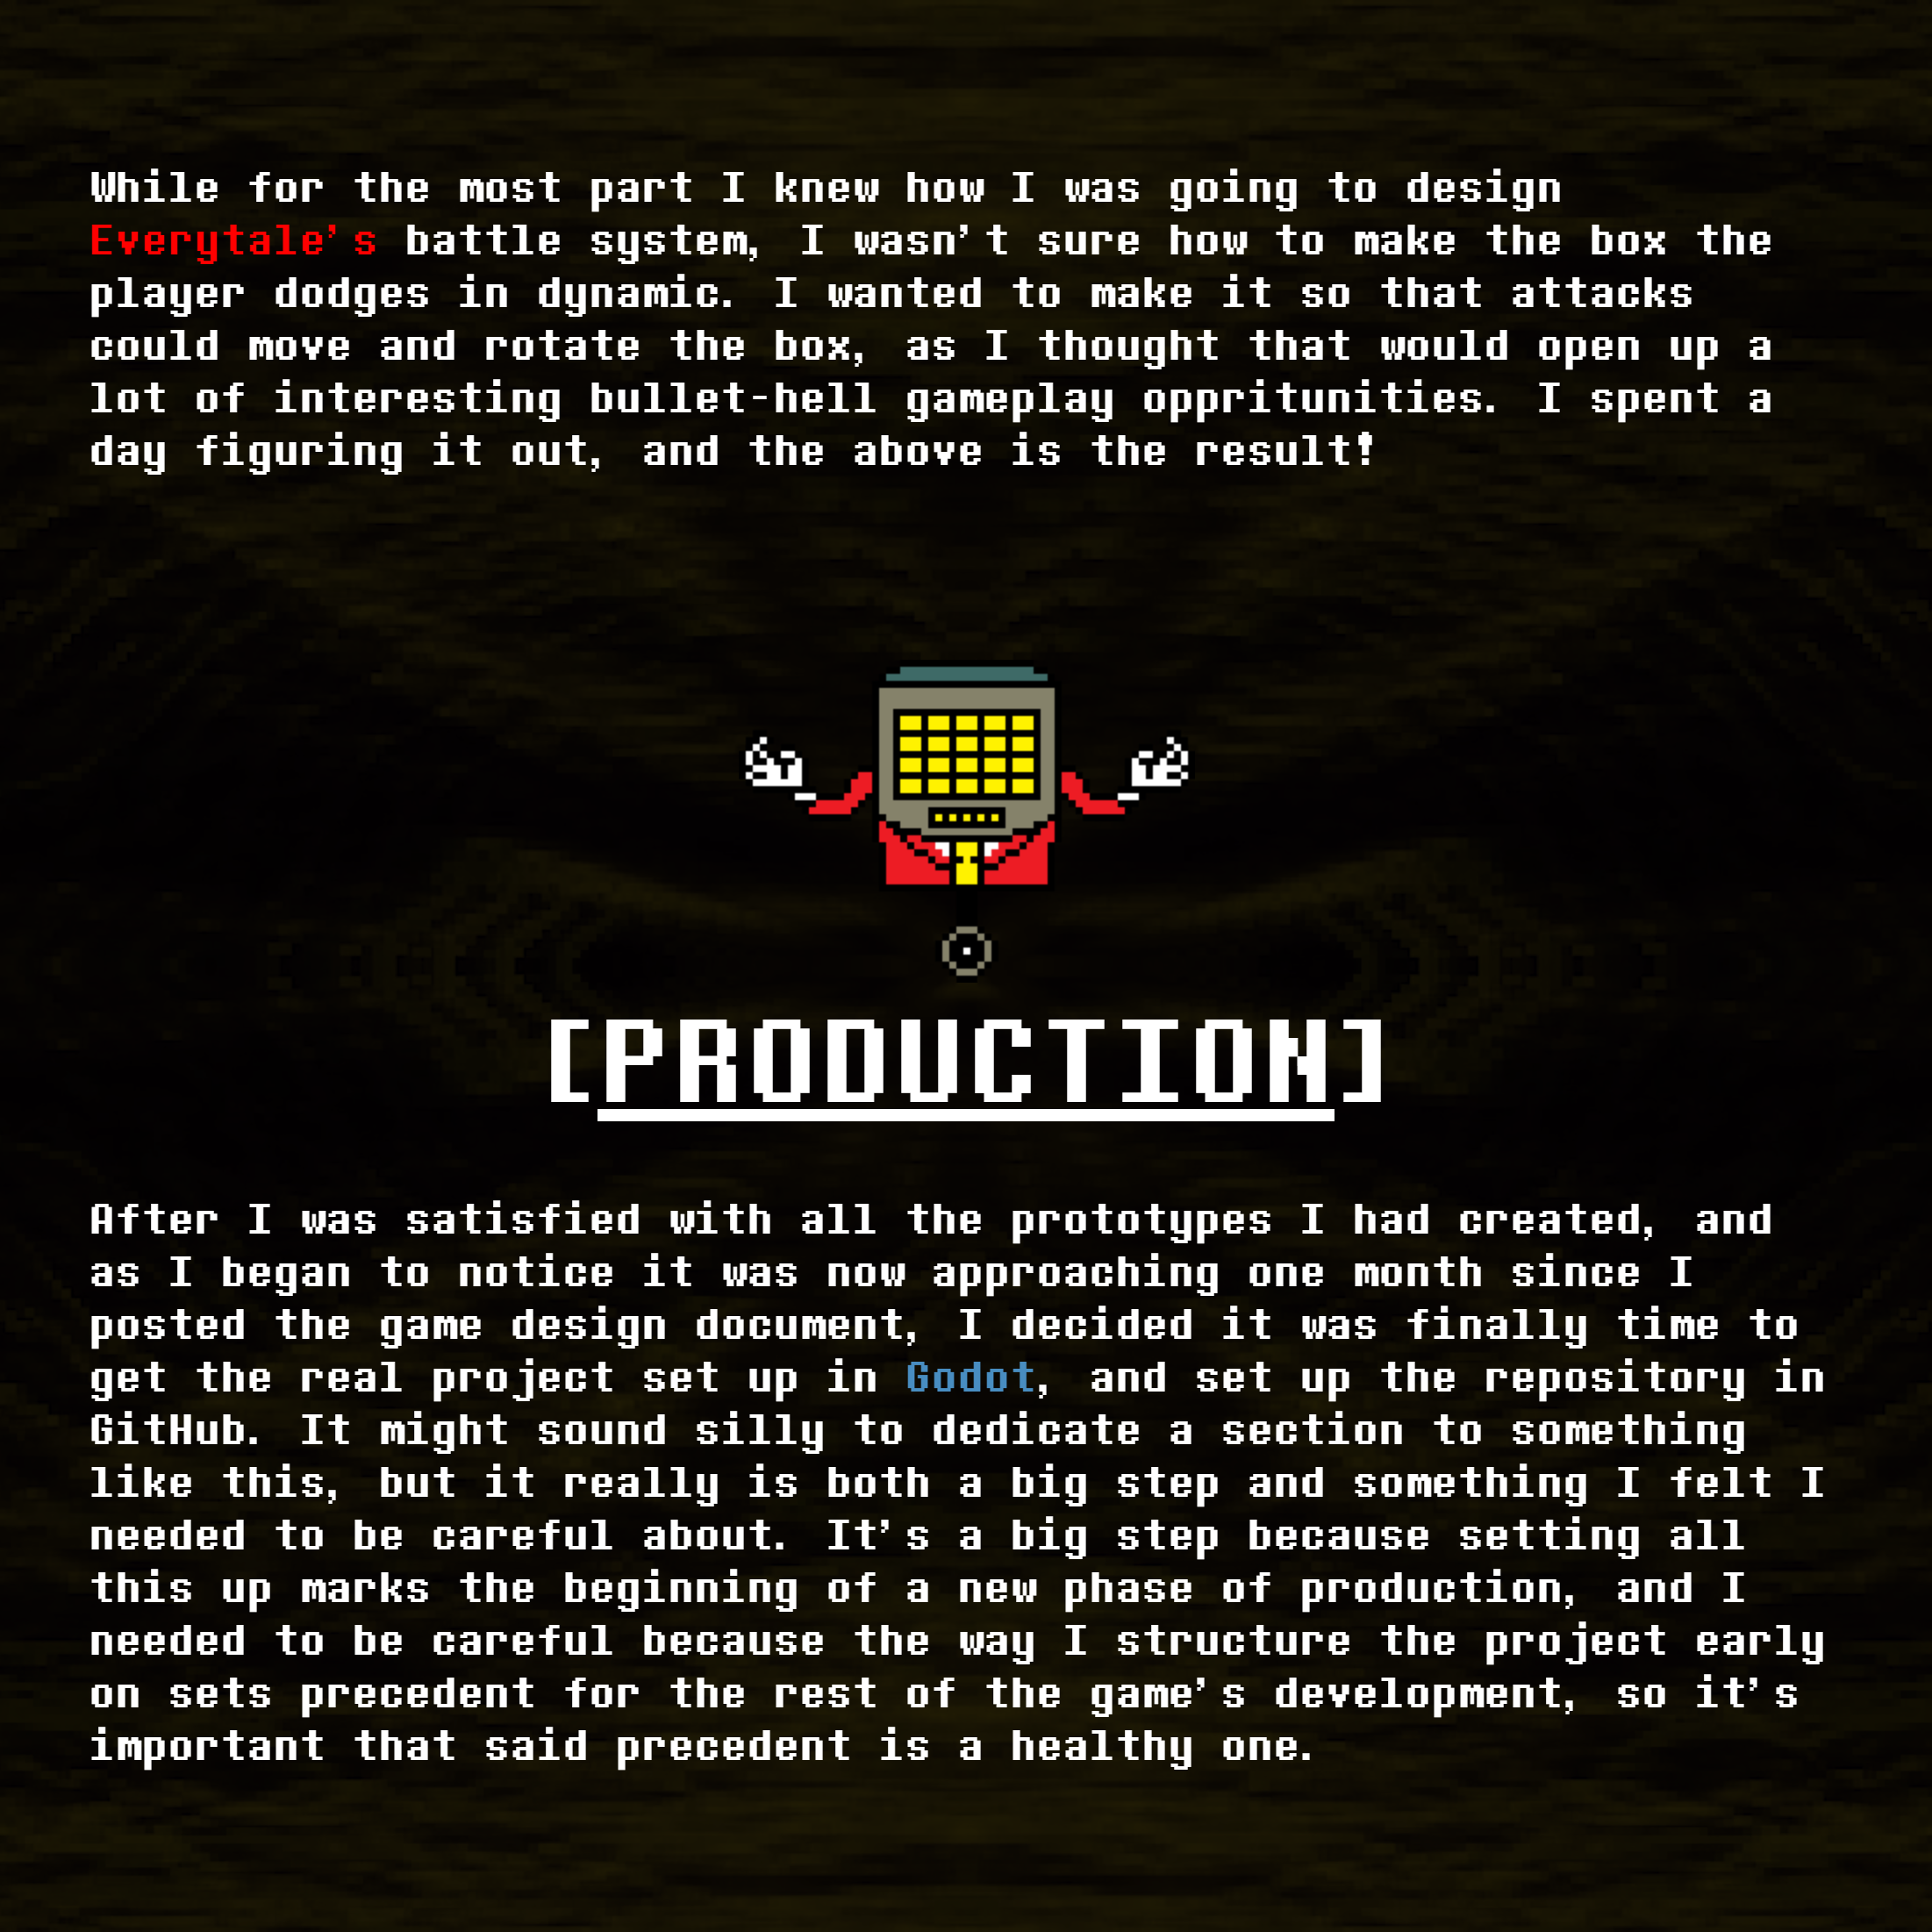 While for the most part I knew how I was going to design
Everytale's battle system, I wasn't sure how to make the box the
player dodges in dynamic. I wanted to make it so that attacks
could move and rotate the box, as I thought that would open up a
lot of interesting bullet-hell gameplay oppritunities. I spent a
day figuring it out, and the above is the result!
[PRODUCTION]
After I was satisfied with all the prototypes I had created, and
as I began to notice it was now approaching one month since I
posted the game design document, I decided it was finally time to
get the real project set up in Godot, and set up the repository in
GitHub. It might sound silly to dedicate a section to something
like this, but it really is both a big step and something I felt I
needed to be careful about. It's a big step because setting all
this up marks the beginning of a new phase of production, and I
needed to be careful because the way I structure the project early
on sets precedent for the rest of the game's development, so it's
important that said precedent is a healthy one.